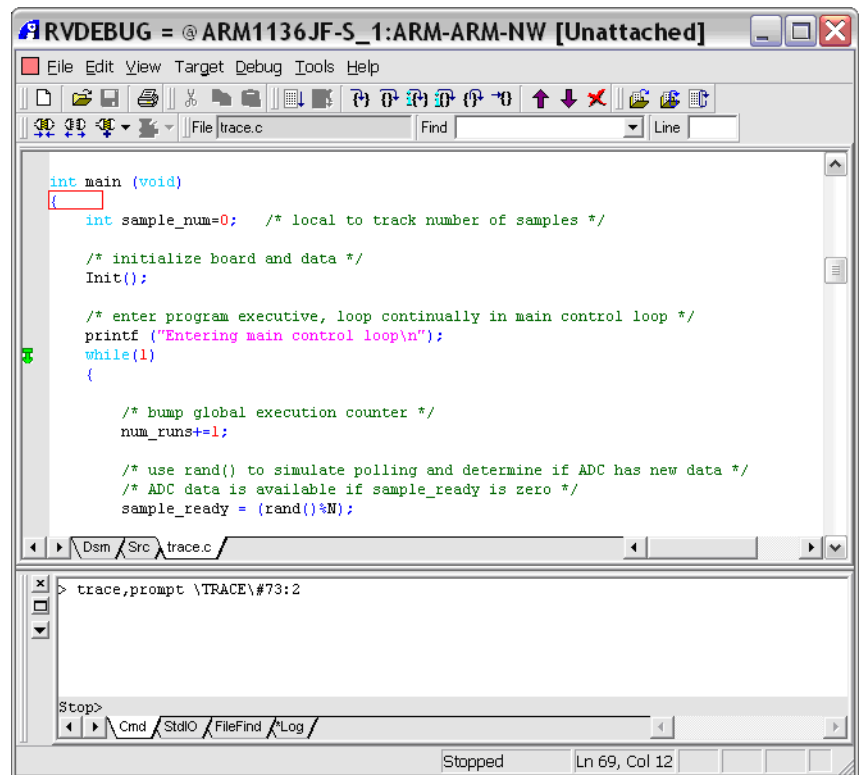 RVDEBUG = @ARM1136JF-S_1:ARM-ARM-NW [Unattached]
File Edit View Target Debug Tools Help
File trace.c Find Line
int main (void)
{
int sample_num=0; /* local to track number of samples */
/* initialize board and data */
Init();
/* enter program executive, loop continually in main control loop */
printf ("Entering main control loop\n");
while(1)
{
/* bump global execution counter */
num_runs+=1;
/* use rand() to simulate polling and determine if ADC has new data */
/* ADC data is available if sample_ready is zero */
sample_ready = (rand()%N);
Dsm Src trace.c
> trace,prompt \TRACE\#73:2
Stop>
Cmd StdIO FileFind *Log
Stopped Ln 69, Col 12